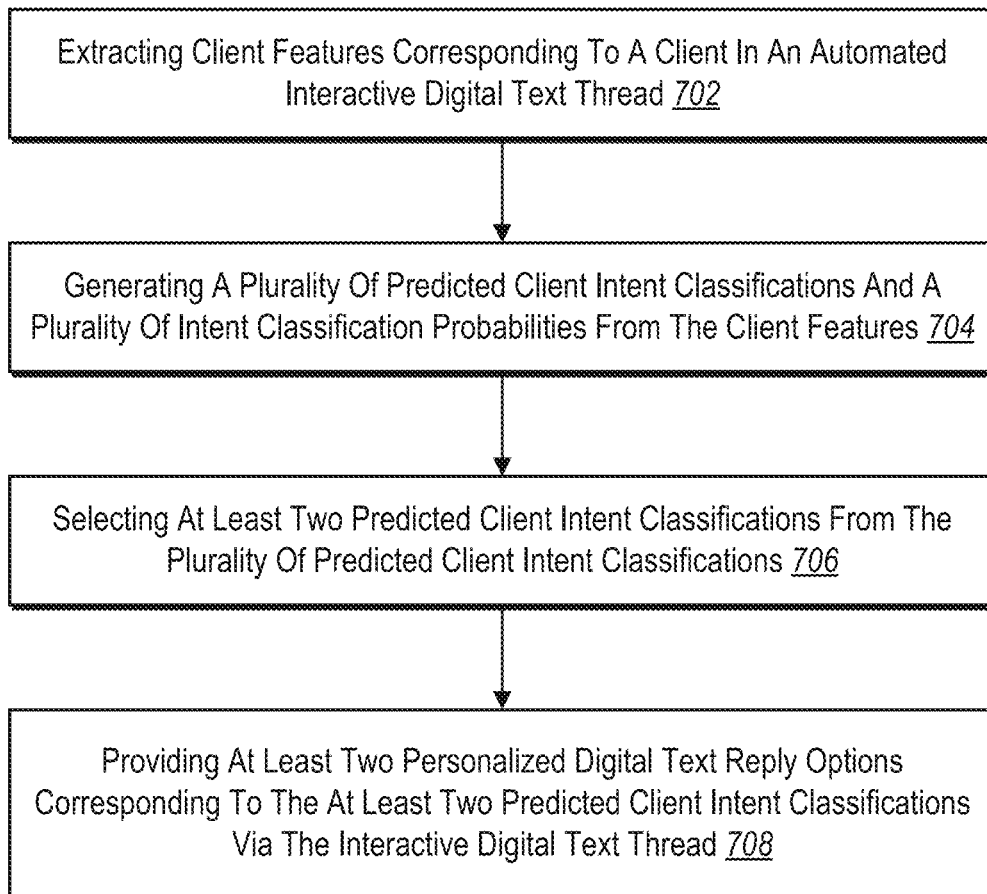 Extracting Client Features Corresponding To A Client In An Automated
Interactive Digital Text Thread 702
Generating A Plurality Of Predicted Client Intent Classifications And A
Plurality Of Intent Classification Probabilities From The Client Features 704
Selecting At Least Two Predicted Client Intent Classifications From The
Plurality Of Predicted Client Intent Classifications 706
Providing At Least Two Personalized Digital Text Reply Options
Corresponding To The At Least Two Predicted Client Intent Classifications
Via The Interactive Digital Text Thread 708